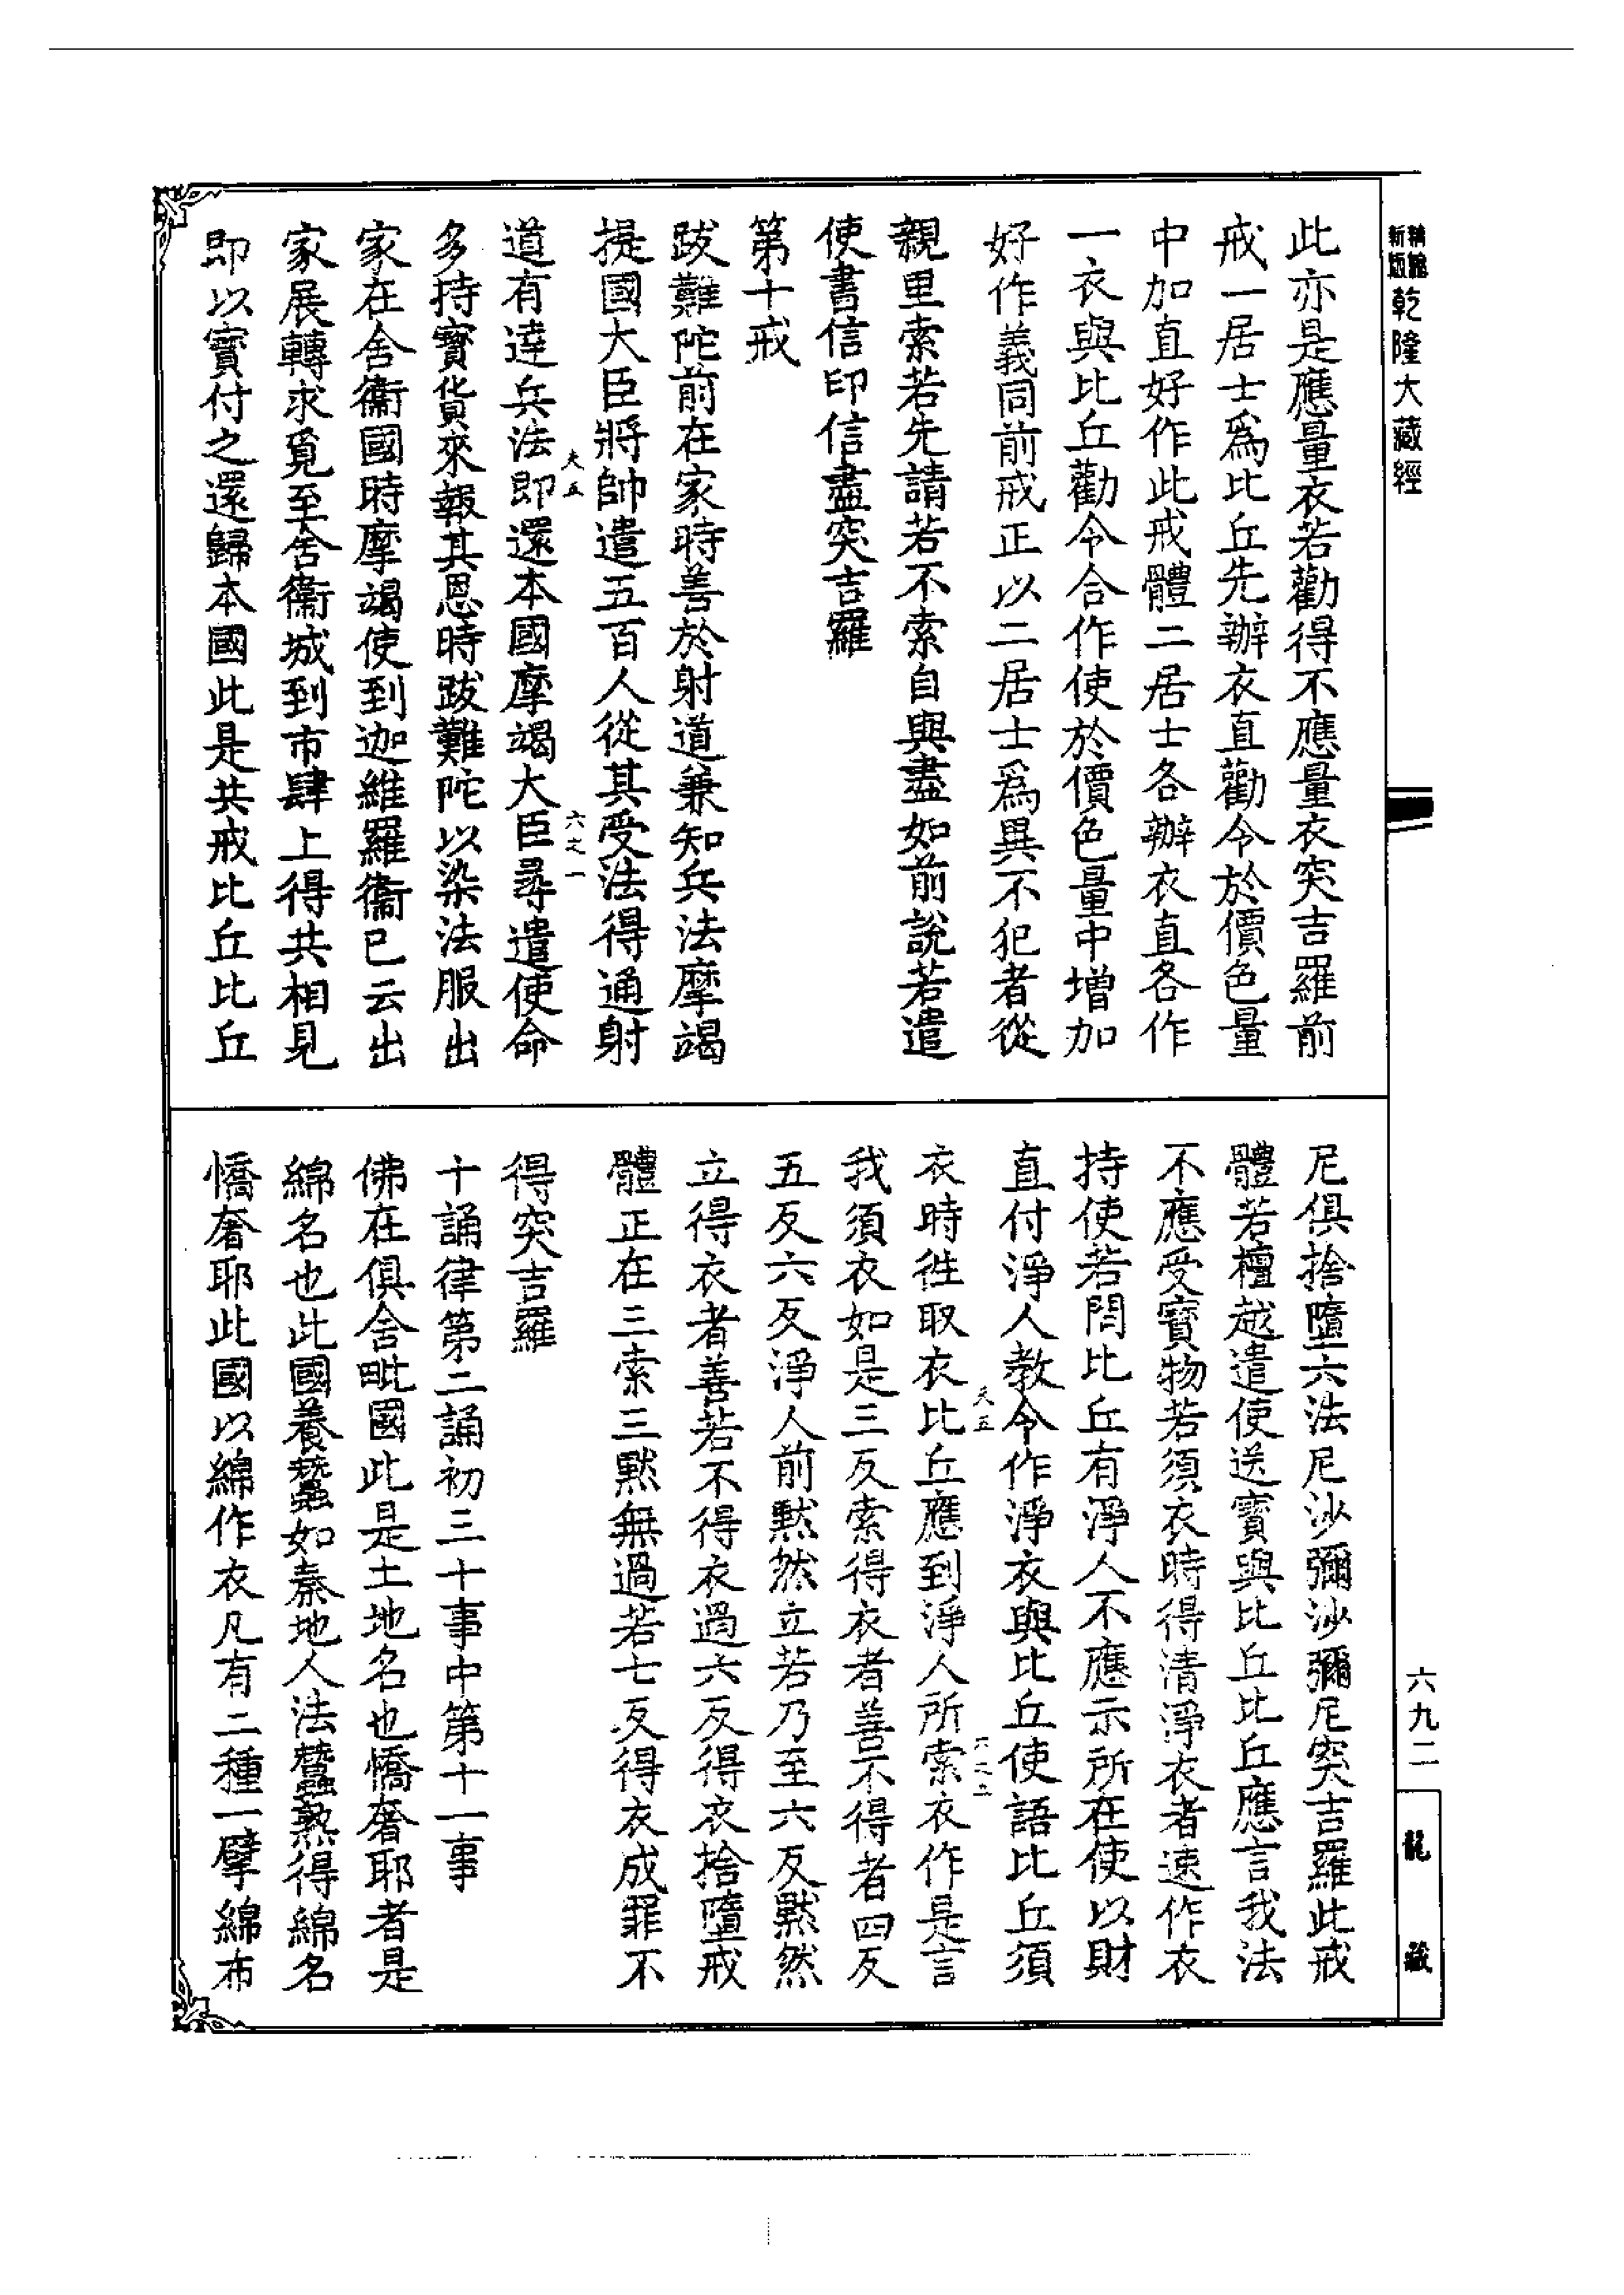 新版
精縮
乾隆大藏經
此亦是應量衣若勸得不應量衣突吉羅前
戒一居士爲比丘先辦衣直勸令於價色量
中加直好作此戒體二居士各辦衣直各作
一衣與比丘勸令合作使於價色量中增加
好作義同前戒正以二居士爲異不犯者從
親里索若先請若不索自與盡如前說若遣
使書信印信盡突吉羅
第十戒
跋難陀前在家時善於射道兼知兵法摩竭
提國大臣將帥遣五百人從其受法得通射
道有達兵法即還本國摩竭大臣尋遣使命
多持寶貨來報其恩時跋難陀以染法服出
家在舍衞國時摩竭使到迦維羅衞已云出
家展轉求覓至舍衞城到市肆上得共相見
即以寶付之還歸本國此是共戒比丘比丘
尼俱捨墮六法尼沙彌沙彌尼突吉羅此戒
體若檀越遣使送寶與比丘比丘應言我法
不應受寶物若須衣時得清淨衣者速作衣
持使若問比丘有淨人不應示所在使以財
直付淨人教令作淨衣與比丘使語比丘須
衣時徃取衣比丘應到淨人所索衣作是言
我須衣如是三反索得衣者善不得者四反
五反六反淨人前默然立若乃至六反默然
立得衣者善若不得衣過六反得衣捨墮戒
體正在三索三默無過若七反得衣成罪不
得突吉羅
十誦律第二誦初三十事中第十一事
佛在俱舍毗國此是土地名也憍奢耶者是
綿名也此國養蠶如秦地人法蠶熟得綿名
憍奢耶此國以綿作衣凡有二種一擘綿布
六九二
龍藏